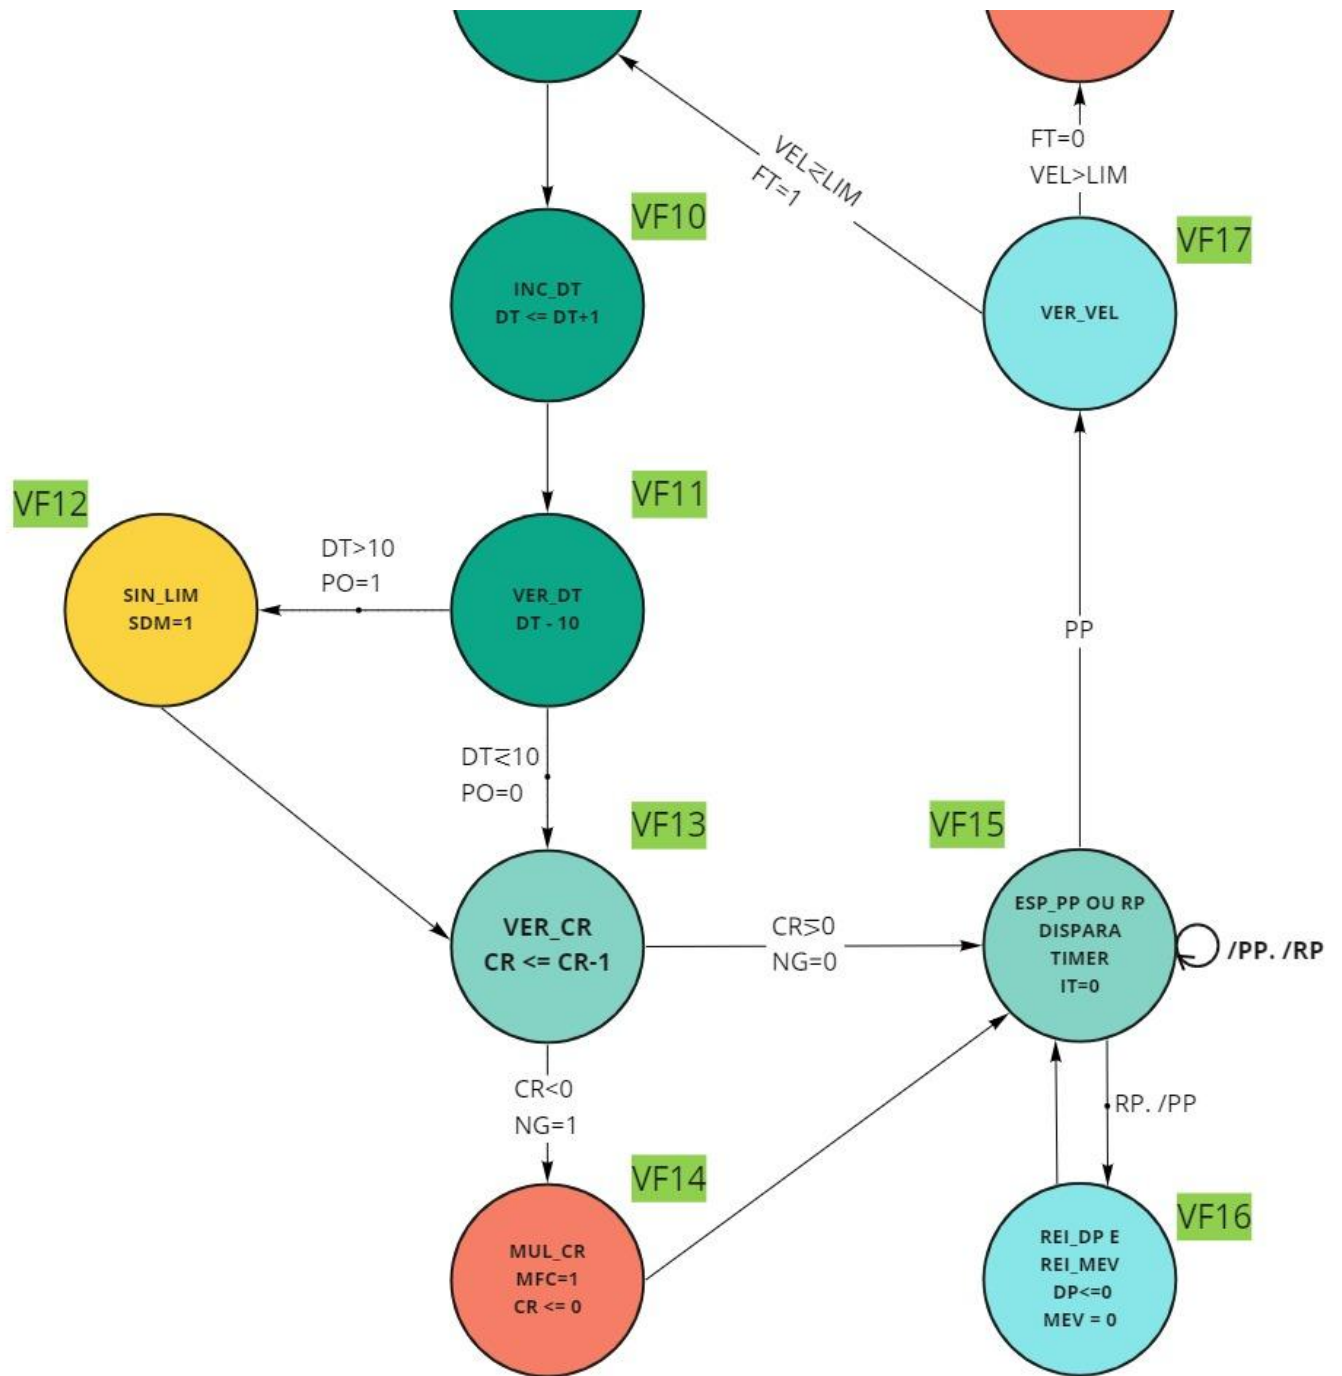 FT=0
VEL>LIM
VEL⋜LIM
FT=1
VF10
VF17
INC_DT
DT <= DT+1
VER_VEL
VF12
VF11
DT>10
PO=1
SIN_LIM
SDM=1
VER_DT
DT - 10
PP
DT⋜10
PO=0
VF13
VF15
VER_CR
CR <= CR-1
CR⋝0
NG=0
ESP_PP OU RP
DISPARA
TIMER
IT=0
/PP. /RP
CR<0
NG=1
RP. /PP
VF14
VF16
MUL_CR
MFC=1
CR <= 0
REI_DP E
REI_MEV
DP<=0
MEV = 0